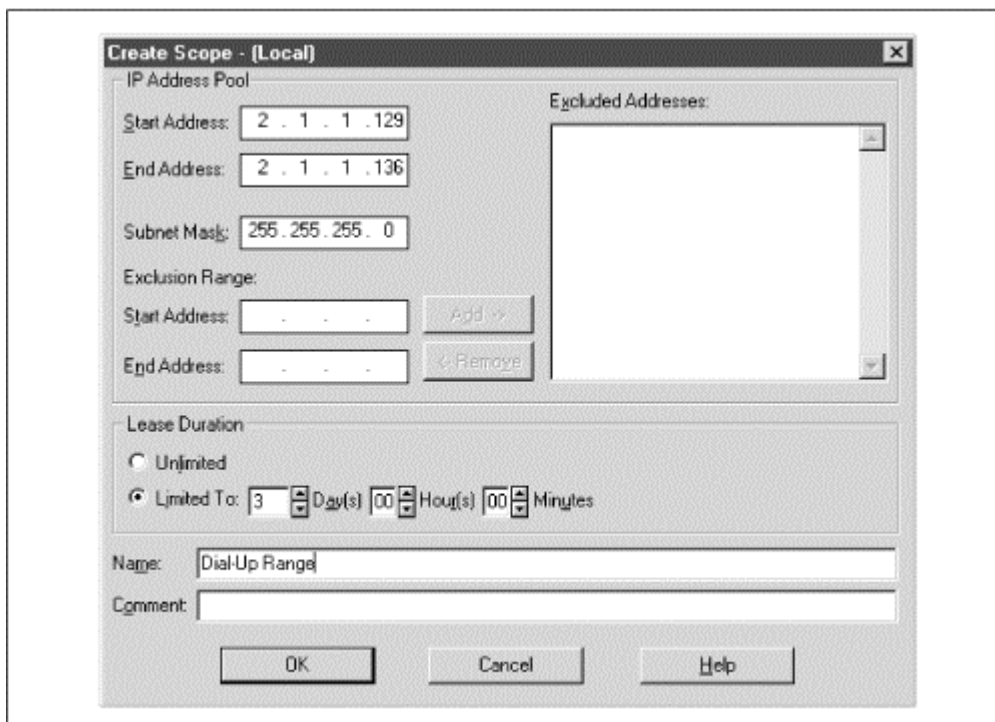 Create Scope - (Local)
IP Address Pool
Start Address: 2 . 1 . 1 .129
End Address: 2 . 1 . 1 .136
Subnet Mask: 255.255.255. 0
Exclusion Range:
Start Address: . . .
Add ->
End Address: . . .
<- Remove
Excluded Addresses:
Lease Duration
Unlimited
Limited To: 3 Day(s) 00 Hour(s) 00 Minutes
Name: Dial-Up Range
Comment:
OK Cancel Help